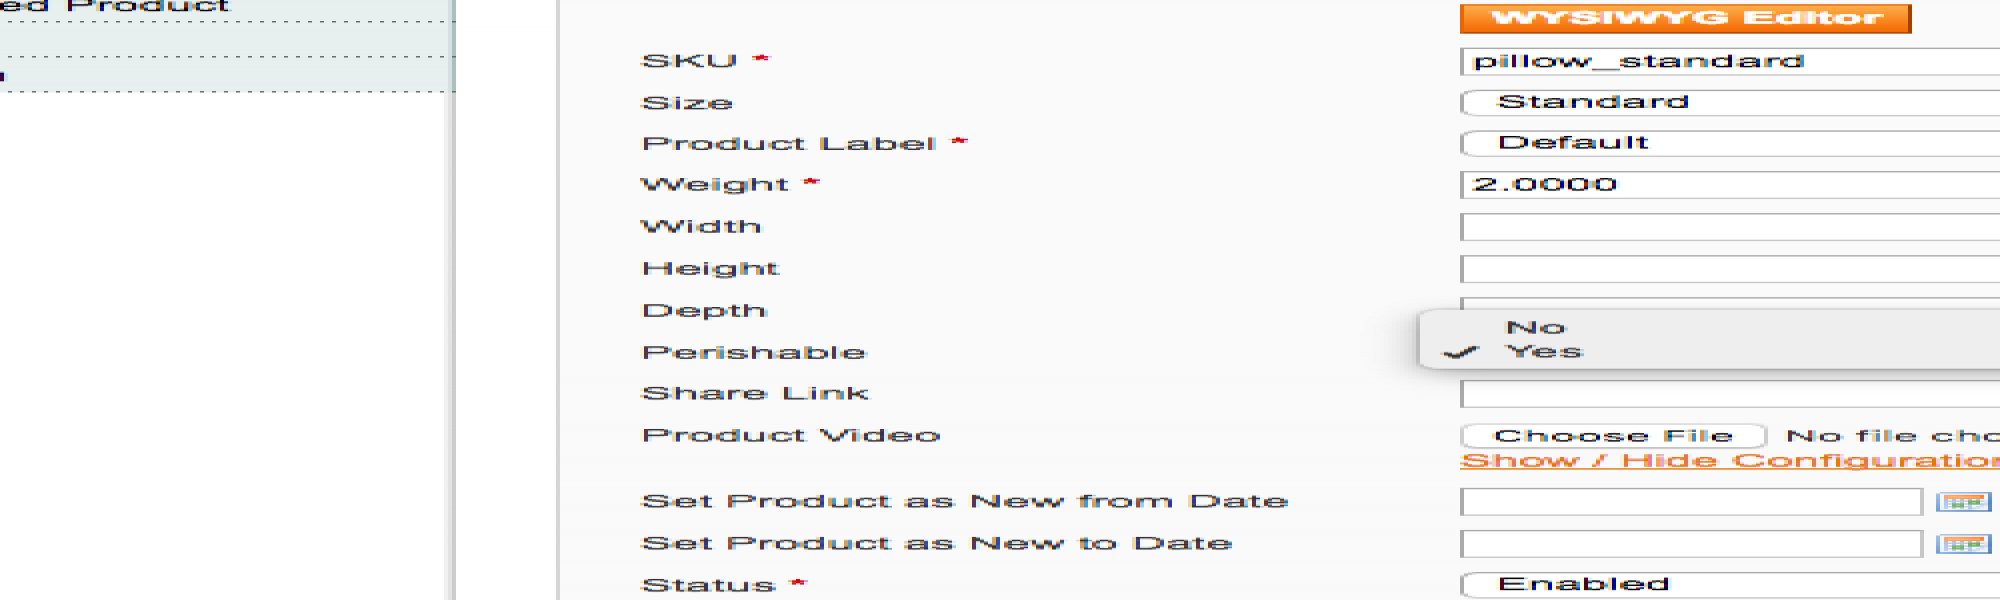 ed Product
WYSIWYG Editor
SKU * pillow_standard
Size Standard
Product Label * Default
Weight * 2.0000
Width
Height
Depth
No
Perishable ✓ Yes
Share Link
Product Video Choose File No file cho
Show / Hide Configuration
Set Product as New from Date
Set Product as New to Date
Status * Enabled